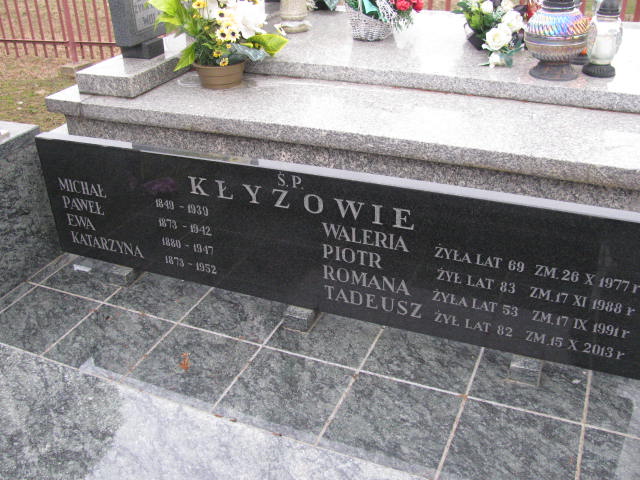 Ś.P.
KŁYZOWIE
MICHAŁ 1849 - 1939
PAWEŁ 1873 - 1942
EWA 1880 - 1947
KATARZYNA 1873 - 1952
WALERIA ŻYŁA LAT 69 ZM. 26 X 1977 r
PIOTR ŻYŁ LAT 83 ZM. 17 XI 1988 r
ROMANA ŻYŁA LAT 53 ZM. 17 IX 1991 r
TADEUSZ ŻYŁ LAT 82 ZM. 15 X 2013 r